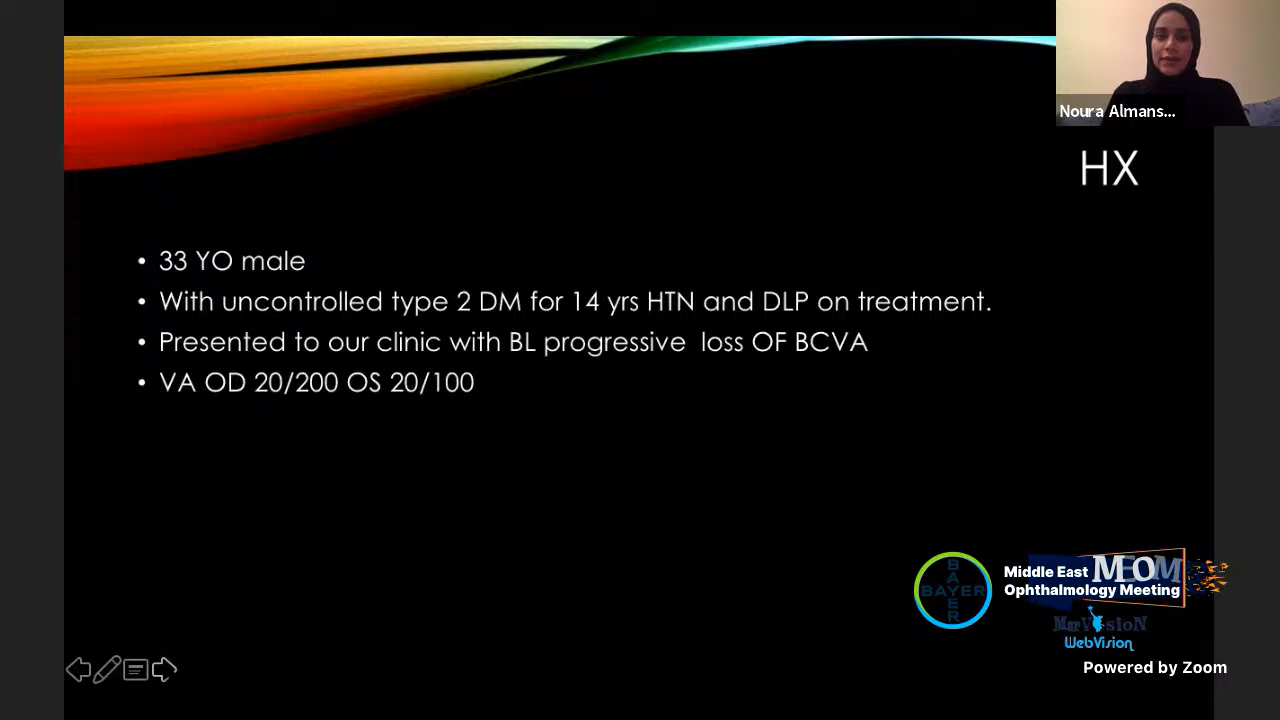 Noura Almans...
HX
• 33 YO male
• With uncontrolled type 2 DM for 14 yrs HTN and DLP on treatment.
• Presented to our clinic with BL progressive loss OF BCVA
• VA OD 20/200 OS 20/100
BAYER
BAYER
Middle East MEOM
Ophthalmology Meeting
WebVision
Powered by Zoom